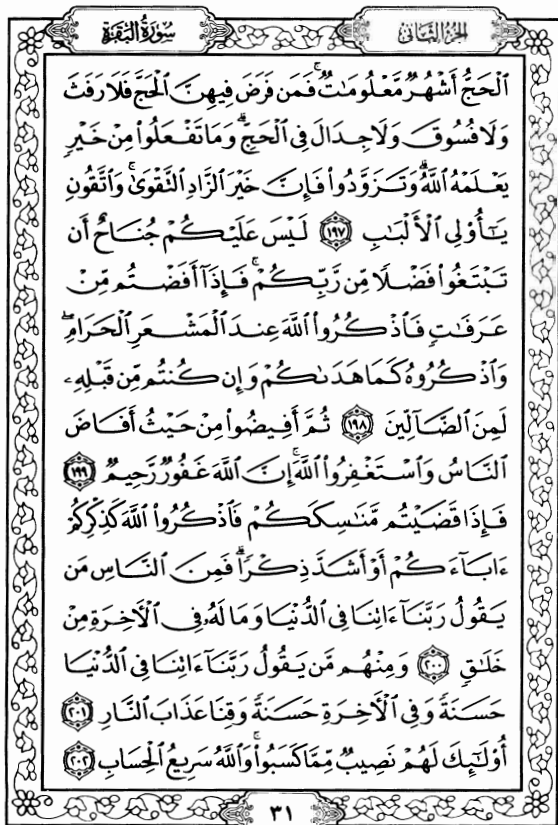 سُورَةُ البَقَرَةِ
الجُزْءُ الثَّانِي
ٱلْحَجُّ أَشْهُرٌ مَّعْلُومَٰتٌ ۚ فَمَن فَرَضَ فِيهِنَّ ٱلْحَجَّ فَلَا رَفَثَ
وَلَا فُسُوقَ وَلَا جِدَالَ فِى ٱلْحَجِّ ۗ وَمَا تَفْعَلُوا۟ مِنْ خَيْرٍ
يَعْلَمْهُ ٱللَّهُ ۗ وَتَزَوَّدُوا۟ فَإِنَّ خَيْرَ ٱلزَّادِ ٱلتَّقْوَىٰ ۚ وَٱتَّقُونِ
يَٰٓأُو۟لِى ٱلْأَلْبَٰبِ ١٩٧ لَيْسَ عَلَيْكُمْ جُنَاحٌ أَن
تَبْتَغُوا۟ فَضْلًا مِّن رَّبِّكُمْ ۚ فَإِذَآ أَفَضْتُم مِّنْ
عَرَفَٰتٍ فَٱذْكُرُوا۟ ٱللَّهَ عِندَ ٱلْمَشْعَرِ ٱلْحَرَامِ ۖ
وَٱذْكُرُوهُ كَمَا هَدَىٰكُمْ وَإِن كُنتُم مِّن قَبْلِهِۦ
لَمِنَ ٱلضَّآلِّينَ ١٩٨ ثُمَّ أَفِيضُوا۟ مِنْ حَيْثُ أَفَاضَ
ٱلنَّاسُ وَٱسْتَغْفِرُوا۟ ٱللَّهَ ۚ إِنَّ ٱللَّهَ غَفُورٌ رَّحِيمٌ ١٩٩
فَإِذَا قَضَيْتُم مَّنَٰسِكَكُمْ فَٱذْكُرُوا۟ ٱللَّهَ كَذِكْرِكُمْ
ءَابَآءَكُمْ أَوْ أَشَدَّ ذِكْرًا ۗ فَمِنَ ٱلنَّاسِ مَن
يَقُولُ رَبَّنَآ ءَاتِنَا فِى ٱلدُّنْيَا وَمَا لَهُۥ فِى ٱلْأَخِرَةِ مِنْ
خَلَٰقٍ ٢٠٠ وَمِنْهُم مَّن يَقُولُ رَبَّنَآ ءَاتِنَا فِى ٱلدُّنْيَا
حَسَنَةً وَفِى ٱلْأَخِرَةِ حَسَنَةً وَقِنَا عَذَابَ ٱلنَّارِ ٢٠١
أُو۟لَٰٓئِكَ لَهُمْ نَصِيبٌ مِّمَّا كَسَبُوا۟ ۚ وَٱللَّهُ سَرِيعُ ٱلْحِسَابِ ٢٠٢
٣١